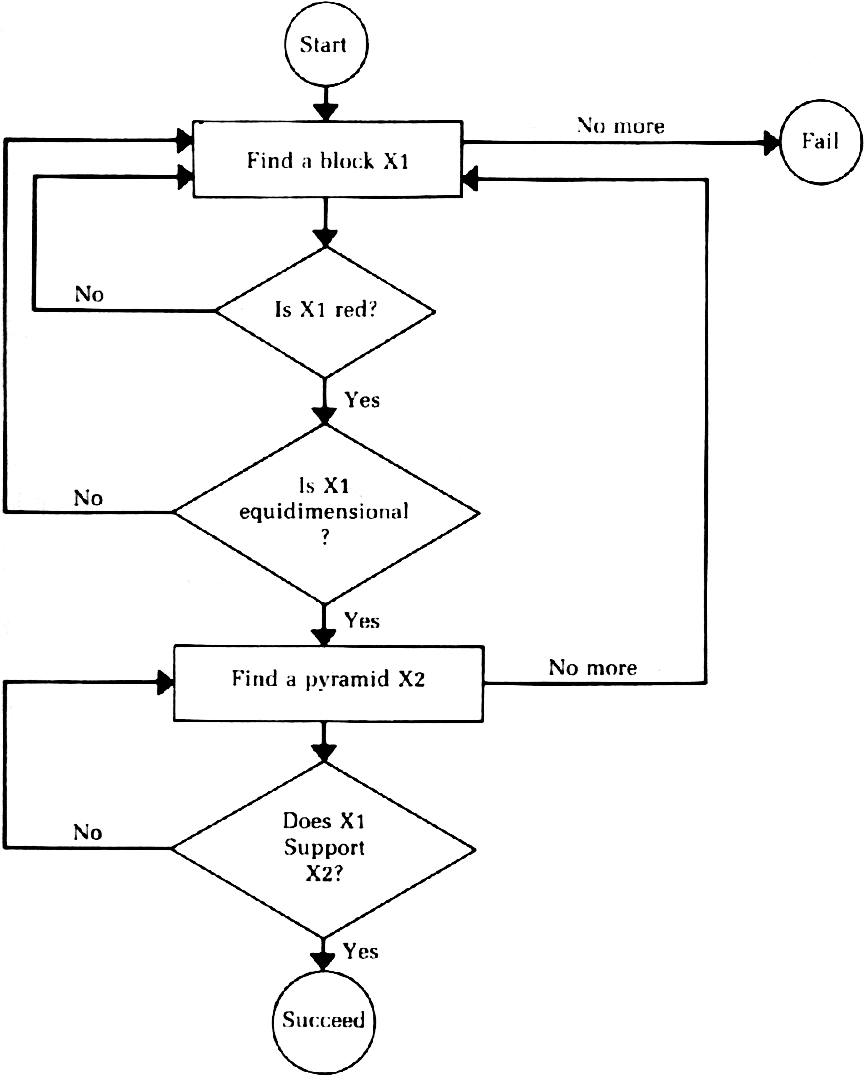 Start
No more
Fail
Find a block X1
No
Is X1 red?
Yes
No
Is X1
equidimensional
?
Yes
Find a pyramid X2
No more
No
Does X1
Support
X2?
Yes
Succeed